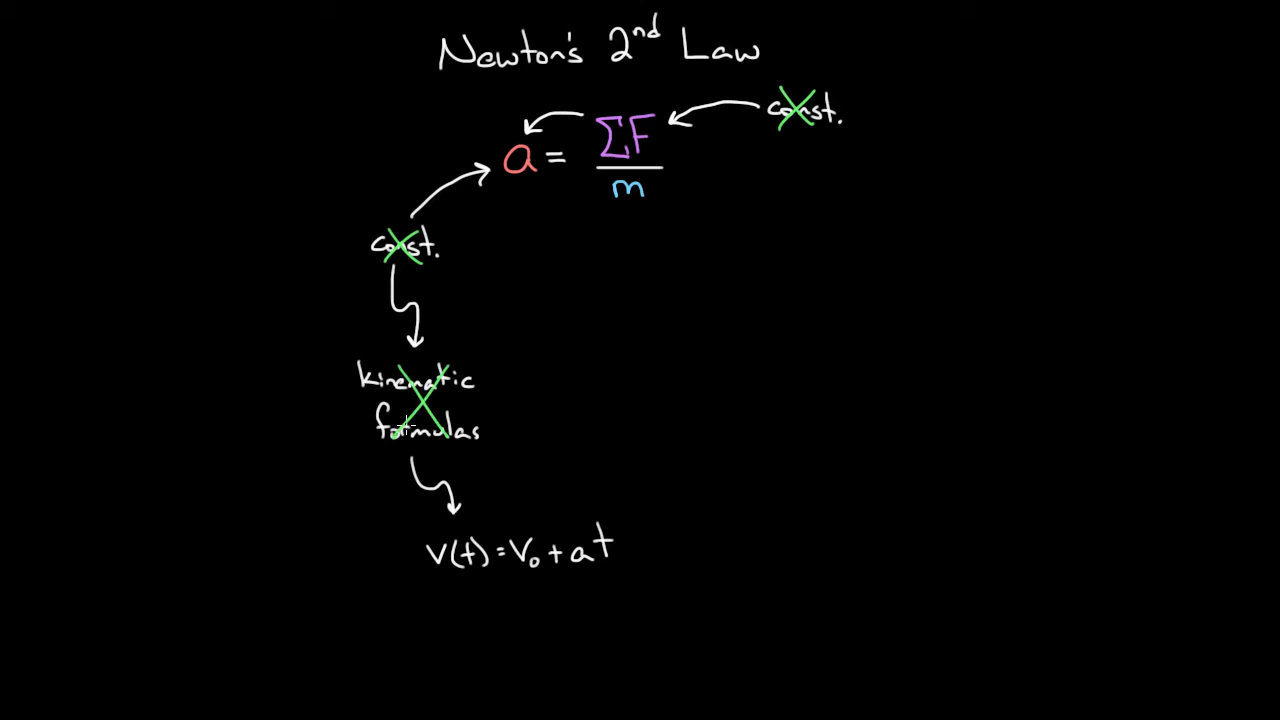 Newton's 2nd Law
const.
a = ΣF/m
const.
kinematic
formulas
v(t) = v₀ + at